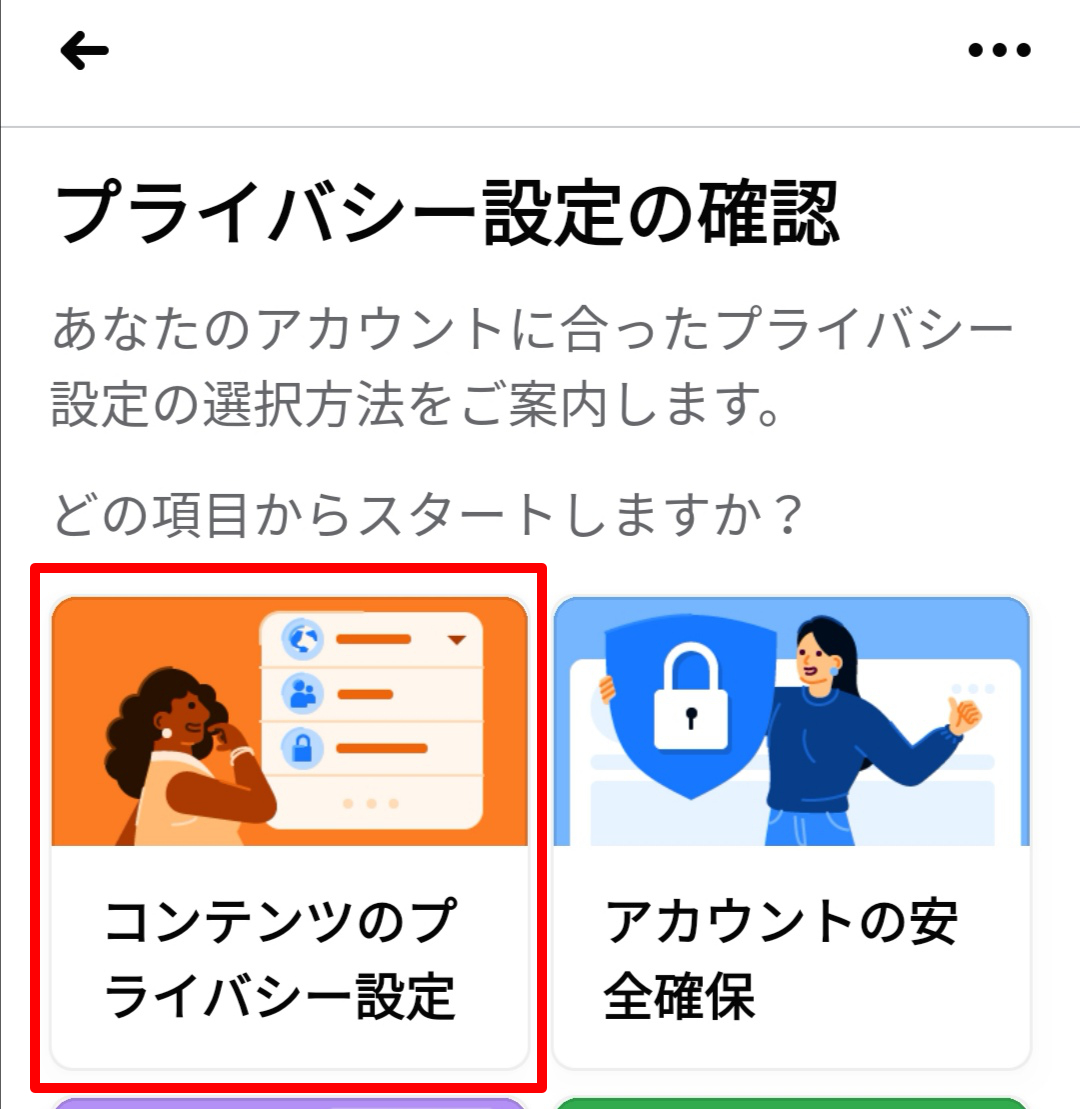 プライバシー設定の確認
あなたのアカウントに合ったプライバシー
設定の選択方法をご案内します。
どの項目からスタートしますか？
コンテンツのプ
ライバシー設定
アカウントの安
全確保